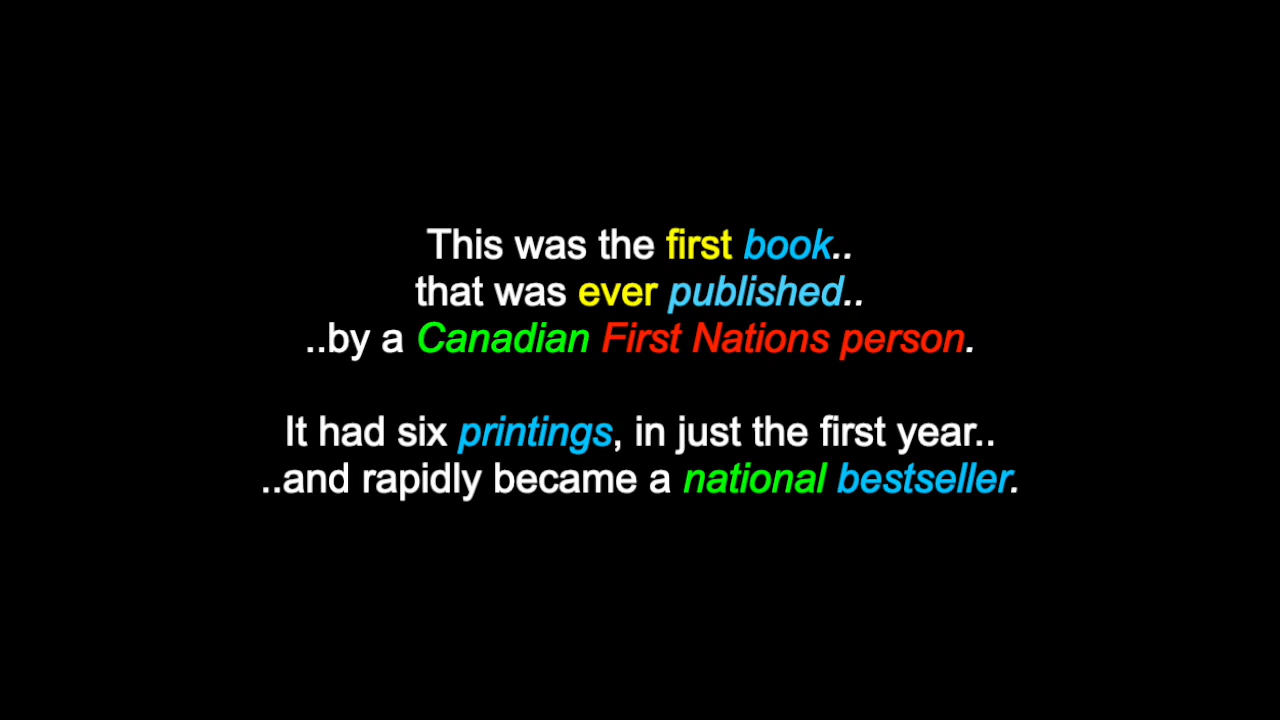 This was the first book..
that was ever published..
..by a Canadian First Nations person.
It had six printings, in just the first year..
..and rapidly became a national bestseller.